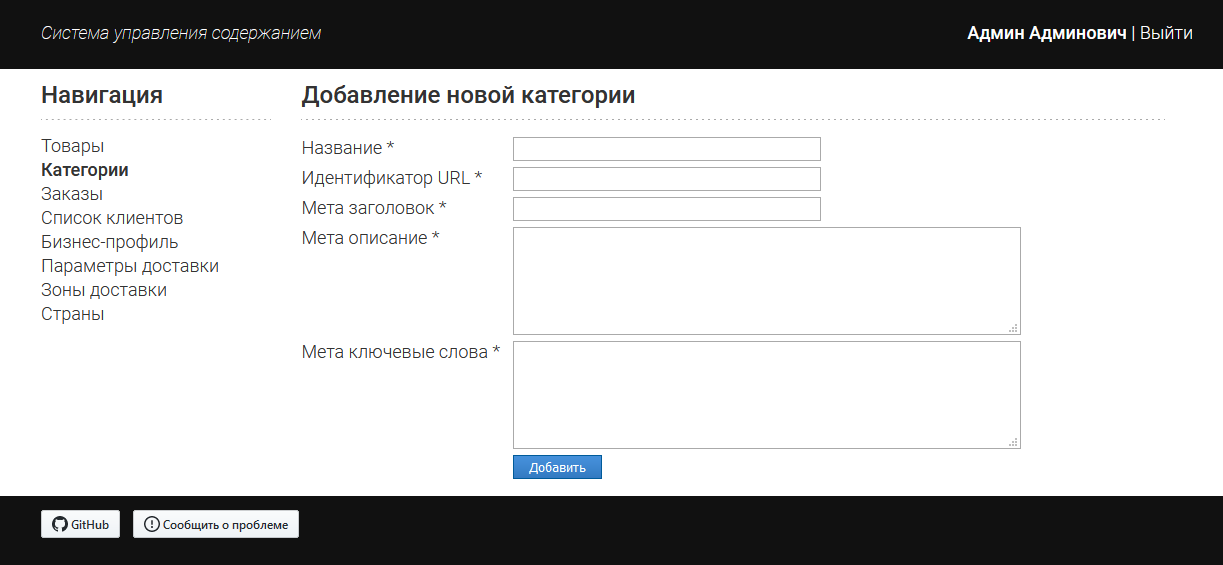 Система управления содержанием
Админ Админович | Выйти
Навигация
Товары
Категории
Заказы
Список клиентов
Бизнес-профиль
Параметры доставки
Зоны доставки
Страны
Добавление новой категории
Название *
Идентификатор URL *
Мета заголовок *
Мета описание *
Мета ключевые слова *
Добавить
GitHub
Сообщить о проблеме